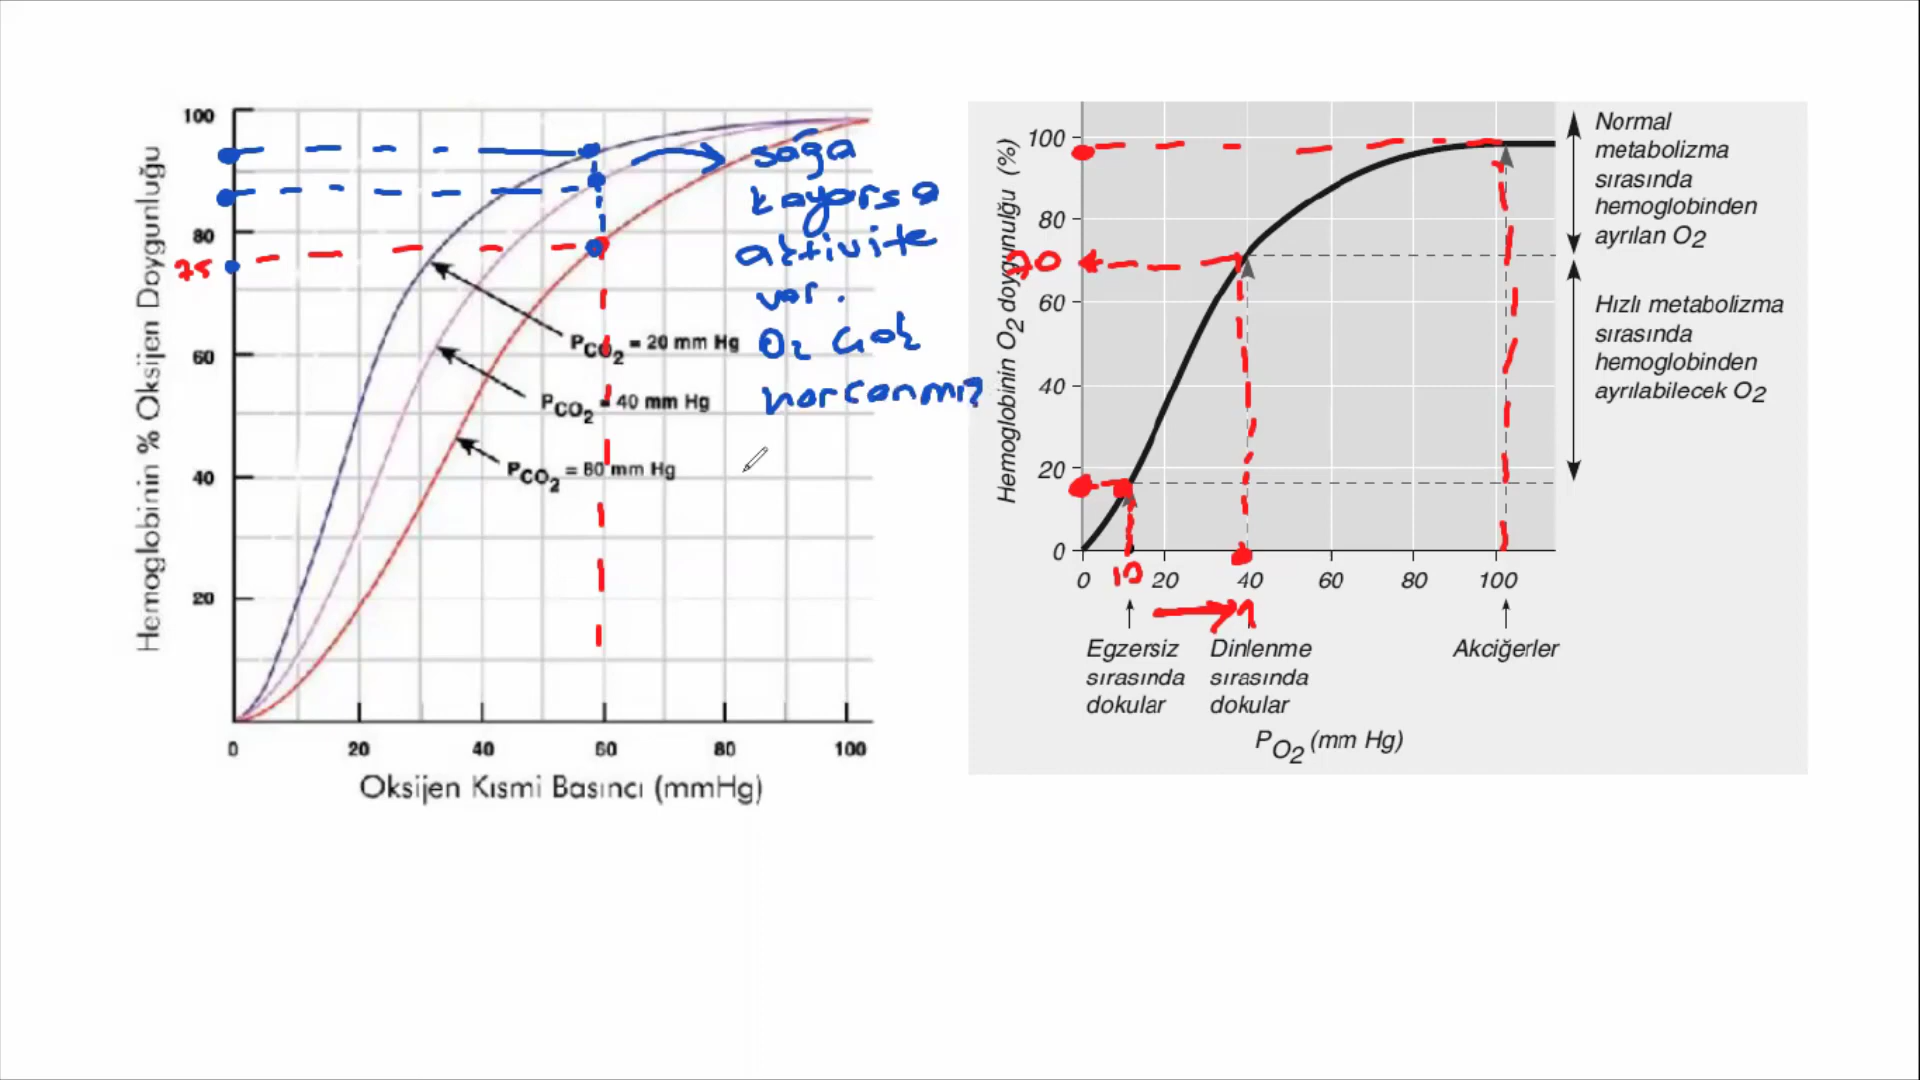 Hemoglobinin % Oksijen Doygunluğu
100
80
60
40
20
75
0 20 40 60 80 100
Oksijen Kısmi Basıncı (mmHg)
PCO2 = 20 mm Hg
PCO2 = 40 mm Hg
PCO2 = 80 mm Hg
sağa
kayarsa
aktivite
var.
O2 çok
harcanmış
Hemoglobinin O2 doygunluğu (%)
100
80
70
60
40
20
0
0 20 40 60 80 100
10
Egzersiz
sırasında
dokular
Dinlenme
sırasında
dokular
Akciğerler
PO2 (mm Hg)
Normal
metabolizma
sırasında
hemoglobinden
ayrılan O2
Hızlı metabolizma
sırasında
hemoglobinden
ayrılabilecek O2